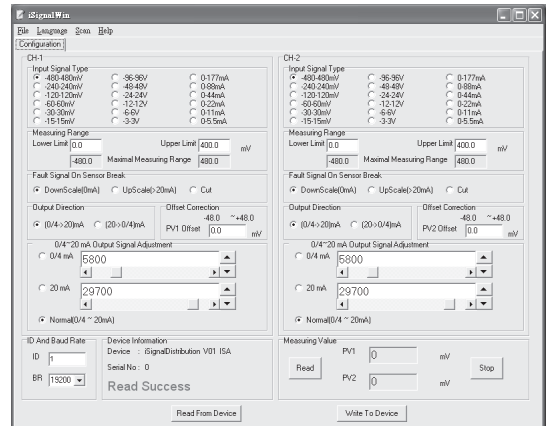 iSignalWin
File Language Scan Help
Configuration
CH-1
Input Signal Type
-480-480mV -96-96V 0-177mA
-240-240mV -48-48V 0-88mA
-120-120mV -24-24V 0-44mA
-60-60mV -12-12V 0-22mA
-30-30mV -6-6V 0-11mA
-15-15mV -3-3V 0-5.5mA
Measuring Range
Lower Limit 0.0 Upper Limit 400.0 mV
-480.0 Maximal Measuring Range 480.0
Fault Signal On Sensor Break
DownScale(0mA) UpScale(>20mA) Cut
Output Direction
(0/4->20)mA (20->0/4)mA
Offset Correction
-48.0 ~+48.0
PV1 Offset 0.0 mV
0/4~20 mA Output Signal Adjustment
0/4 mA 5800
20 mA 29700
Normal(0/4 ~ 20mA)
CH-2
Input Signal Type
-480-480mV -96-96V 0-177mA
-240-240mV -48-48V 0-88mA
-120-120mV -24-24V 0-44mA
-60-60mV -12-12V 0-22mA
-30-30mV -6-6V 0-11mA
-15-15mV -3-3V 0-5.5mA
Measuring Range
Lower Limit 0.0 Upper Limit 400.0 mV
-480.0 Maximal Measuring Range 480.0
Fault Signal On Sensor Break
DownScale(0mA) UpScale(>20mA) Cut
Output Direction
(0/4->20)mA (20->0/4)mA
Offset Correction
-48.0 ~+48.0
PV2 Offset 0.0 mV
0/4~20 mA Output Signal Adjustment
0/4 mA 5800
20 mA 29700
Normal(0/4 ~ 20mA)
ID And Baud Rate
ID 1
BR 19200
Device Information
Device : iSignalDistribution V01 ISA
Serial No : 0
Read Success
Measuring Value
Read
PV1 0 mV
PV2 0 mV
Stop
Read From Device Write To Device